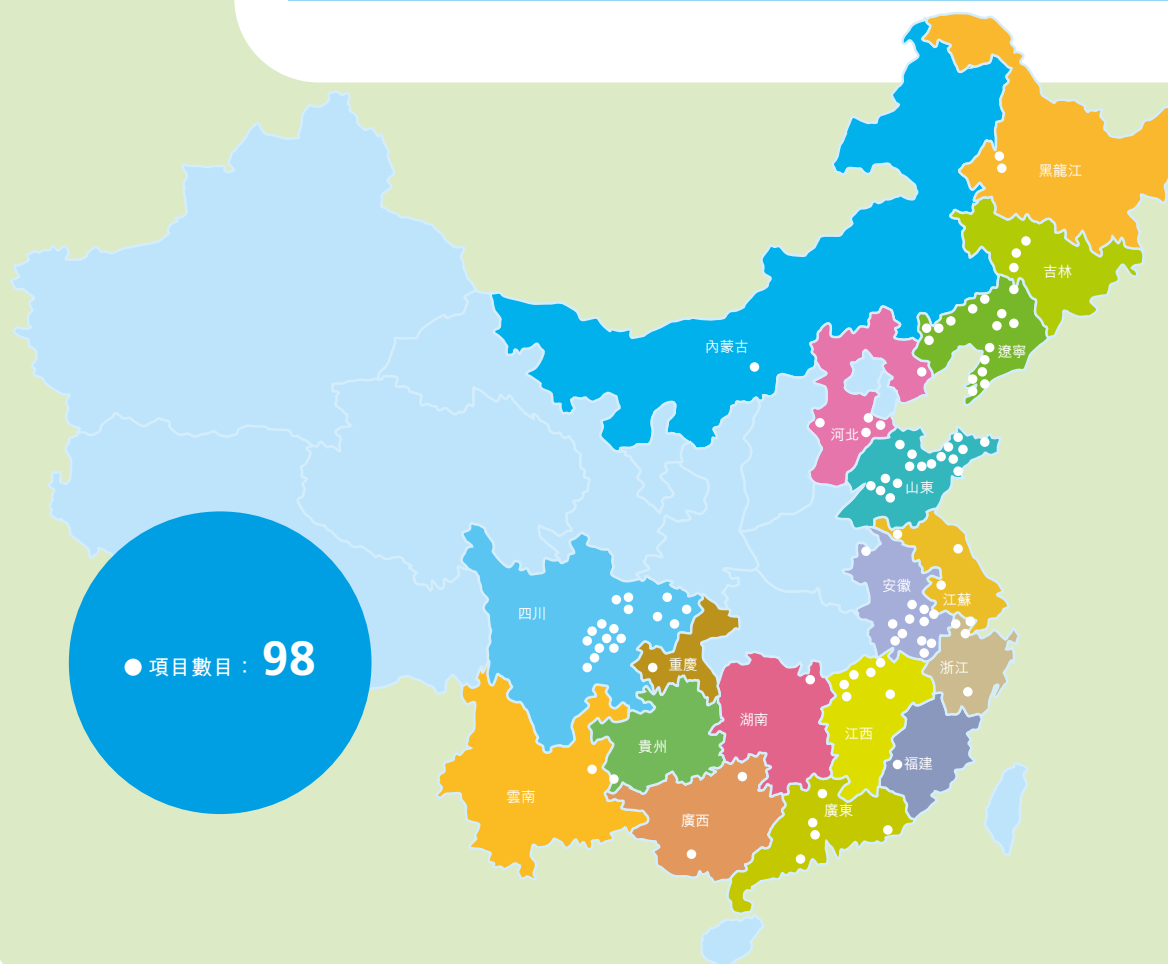 黑龍江
吉林
內蒙古
遼寧
河北
山東
安徽
江蘇
四川
● 項目數目： 98
重慶
浙江
湖南
江西
貴州
福建
雲南
廣東
廣西